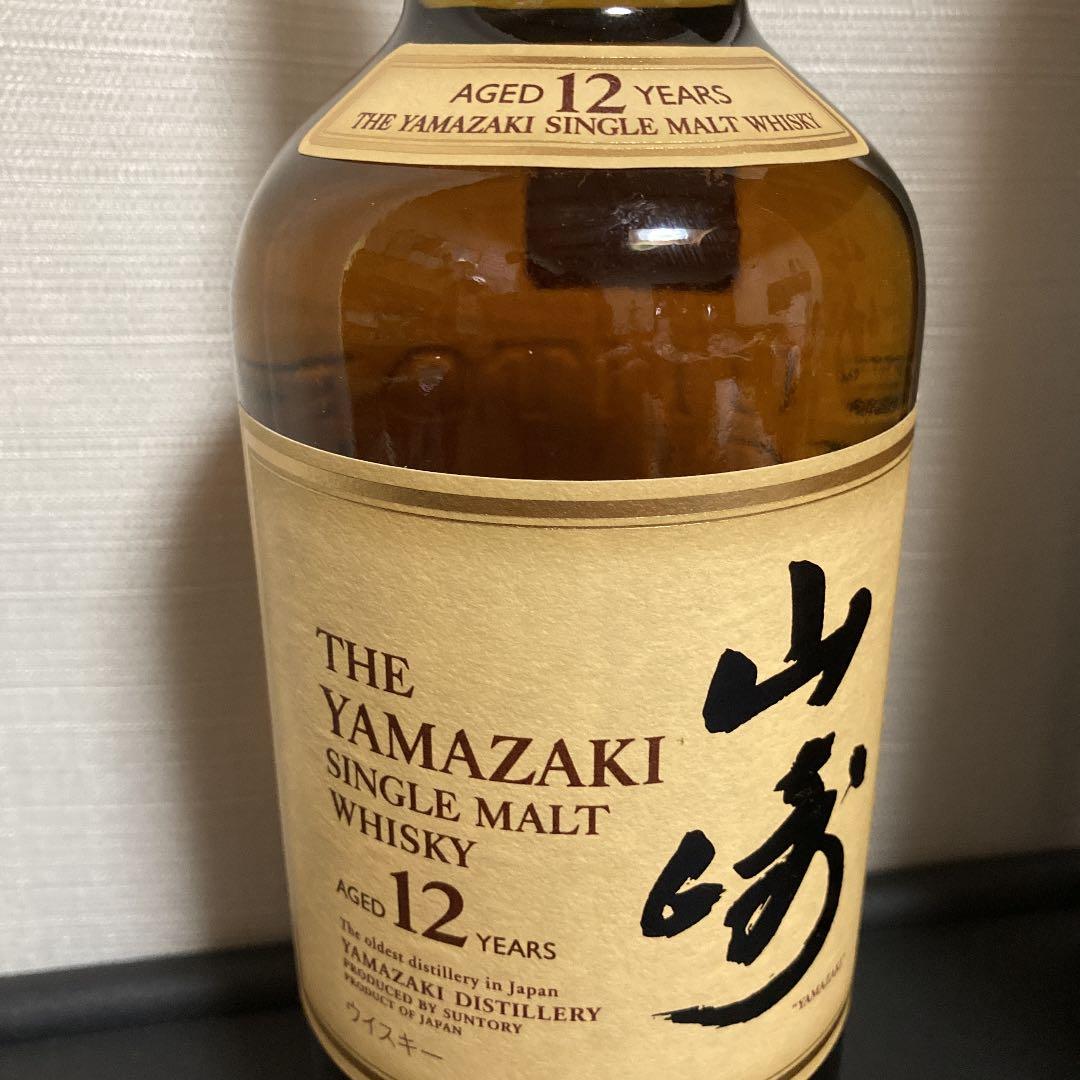 AGED 12 YEARS
THE YAMAZAKI SINGLE MALT WHISKY
THE
YAMAZAKI
SINGLE MALT
WHISKY
AGED 12 YEARS
The oldest distillery in Japan
YAMAZAKI DISTILLERY
PRODUCED BY SUNTORY
PRODUCT OF JAPAN
ウイスキー
山崎
"YAMAZAKI"